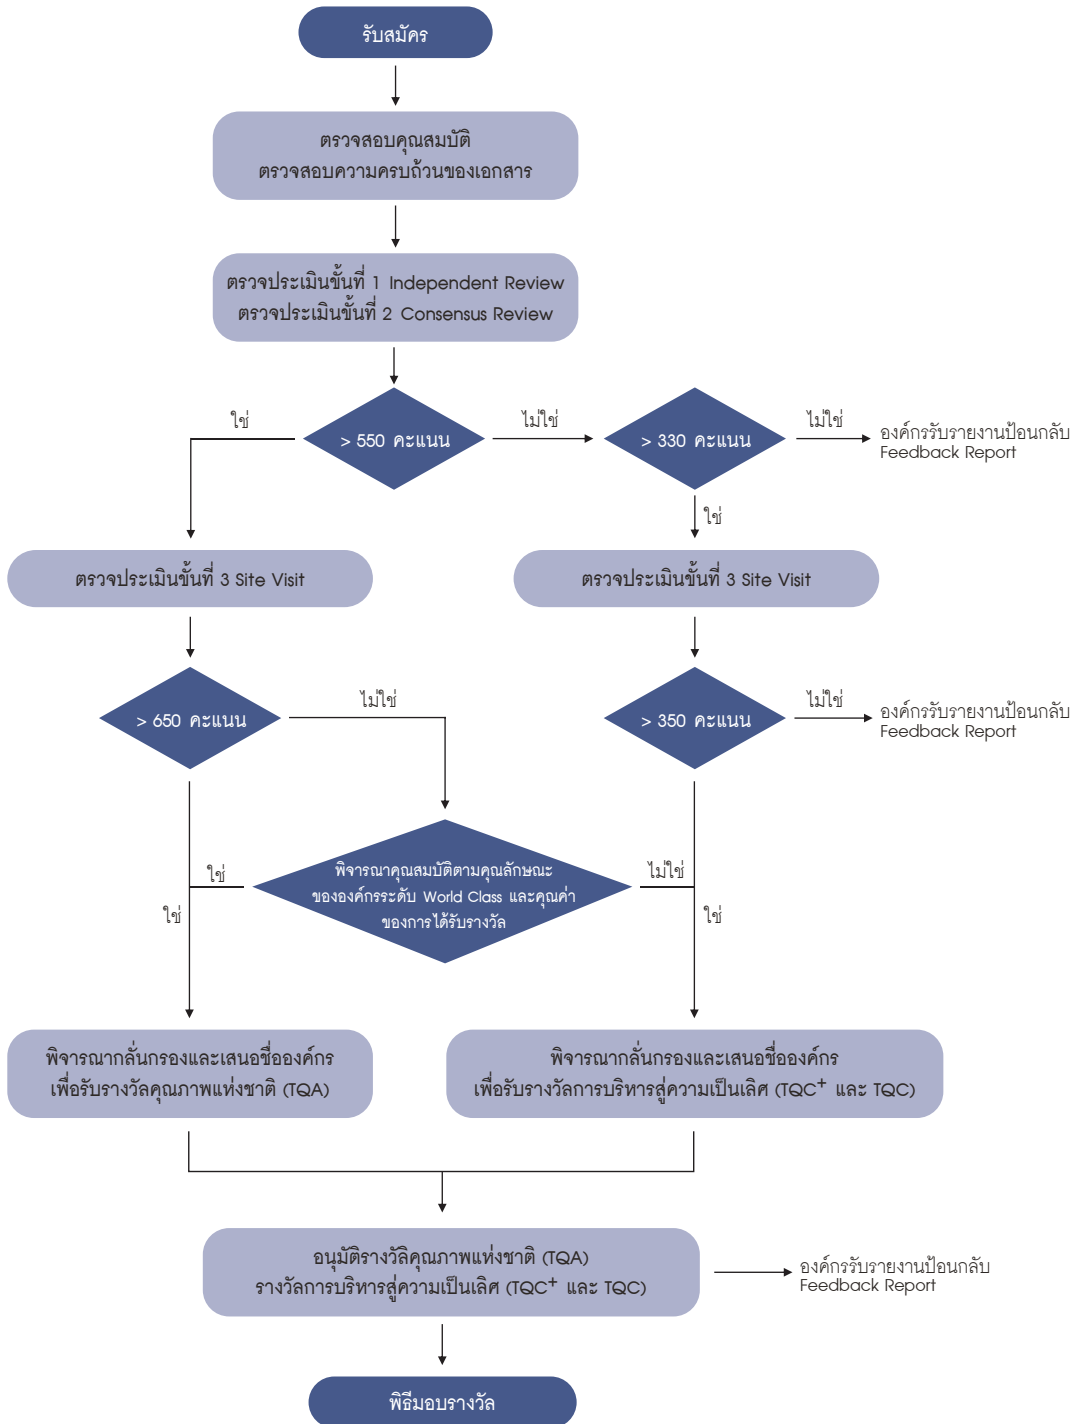 รับสมัคร
ตรวจสอบคุณสมบัติ
ตรวจสอบความครบถ้วนของเอกสาร
ตรวจประเมินขั้นที่ 1 Independent Review
ตรวจประเมินขั้นที่ 2 Consensus Review
ใช่
> 550 คะแนน
ไม่ใช่
> 330 คะแนน
ไม่ใช่
องค์กรรับรายงานป้อนกลับ
Feedback Report
ใช่
ตรวจประเมินขั้นที่ 3 Site Visit
ตรวจประเมินขั้นที่ 3 Site Visit
> 650 คะแนน
ไม่ใช่
> 350 คะแนน
ไม่ใช่
องค์กรรับรายงานป้อนกลับ
Feedback Report
ใช่
พิจารณาคุณสมบัติตามคุณลักษณะ
ขององค์กรระดับ World Class และคุณค่า
ของการได้รับรางวัล
ไม่ใช่
ใช่
ใช่
พิจารณากลั่นกรองและเสนอชื่อองค์กร
เพื่อรับรางวัลคุณภาพแห่งชาติ (TQA)
พิจารณากลั่นกรองและเสนอชื่อองค์กร
เพื่อรับรางวัลการบริหารสู่ความเป็นเลิศ (TQC+ และ TQC)
อนุมัติรางวัลคุณภาพแห่งชาติ (TQA)
รางวัลการบริหารสู่ความเป็นเลิศ (TQC+ และ TQC)
องค์กรรับรายงานป้อนกลับ
Feedback Report
พิธีมอบรางวัล